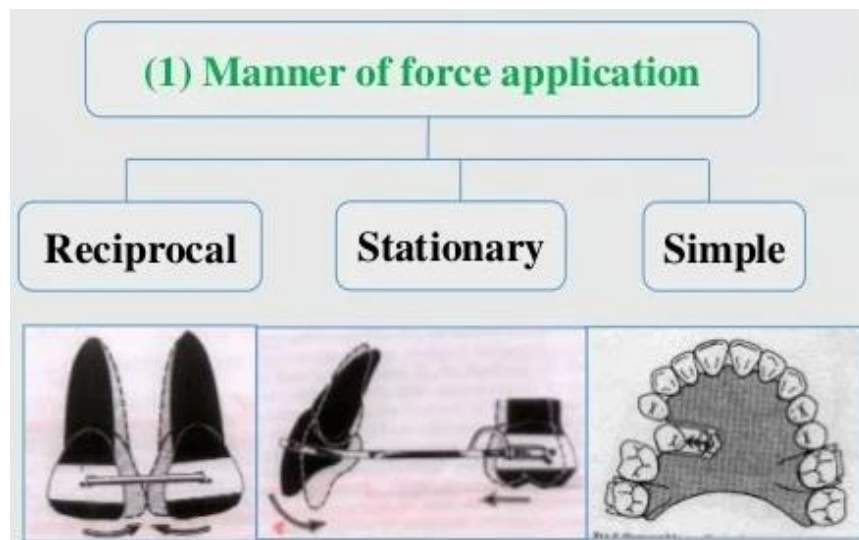 (1) Manner of force application
Reciprocal
Stationary
Simple